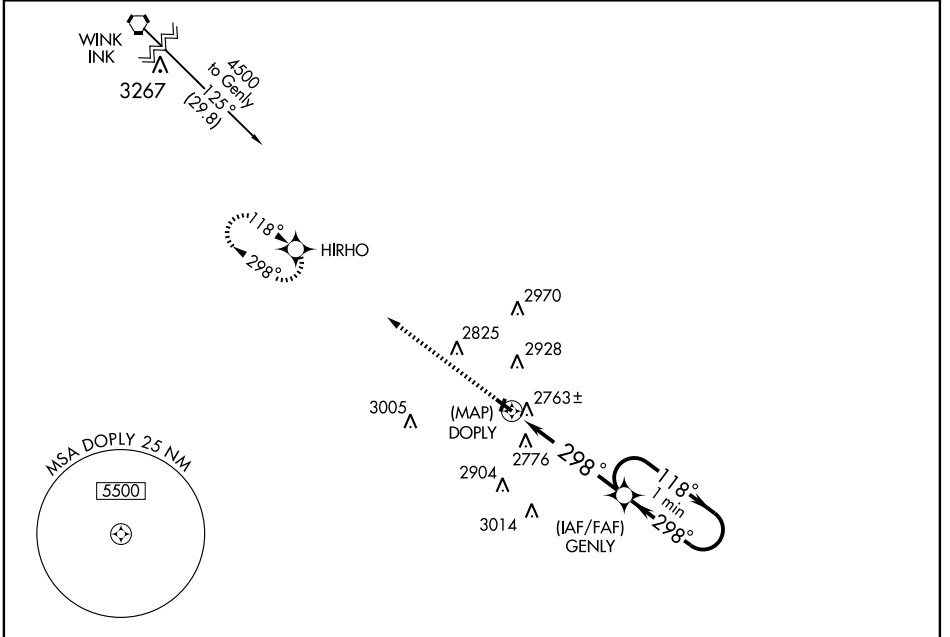 WINK
INK
3267
4500
to Genly
125°
(29.8)
118°
298°
HIRHO
2970
2825
2928
2763±
3005
(MAP)
DOPLY
2776
298°
2904
3014
118°
1 min
298°
(IAF/FAF)
GENLY
MSA DOPLY 25 NM
5500